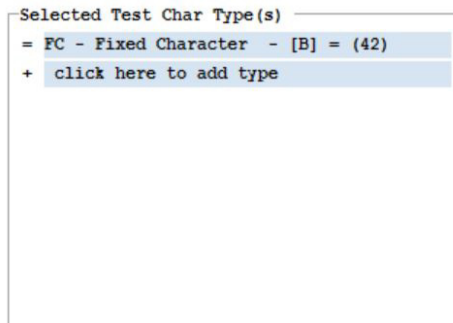 Selected Test Char Type(s)
= FC - Fixed Character - [B] = (42)
+ click here to add type